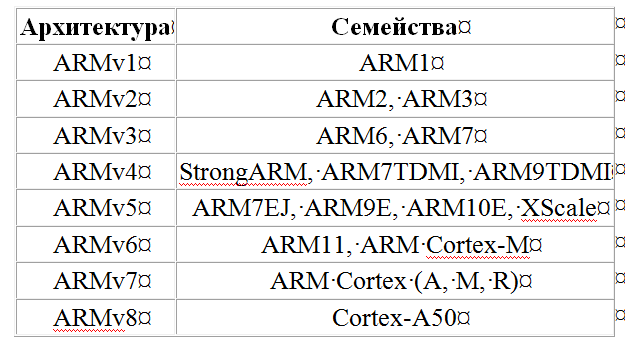 Архитектура Семейства
ARMv1 ARM1
ARMv2 ARM2, ARM3
ARMv3 ARM6, ARM7
ARMv4 StrongARM, ARM7TDMI, ARM9TDMI
ARMv5 ARM7EJ, ARM9E, ARM10E, XScale
ARMv6 ARM11, ARM Cortex-M
ARMv7 ARM Cortex (A, M, R)
ARMv8 Cortex-A50